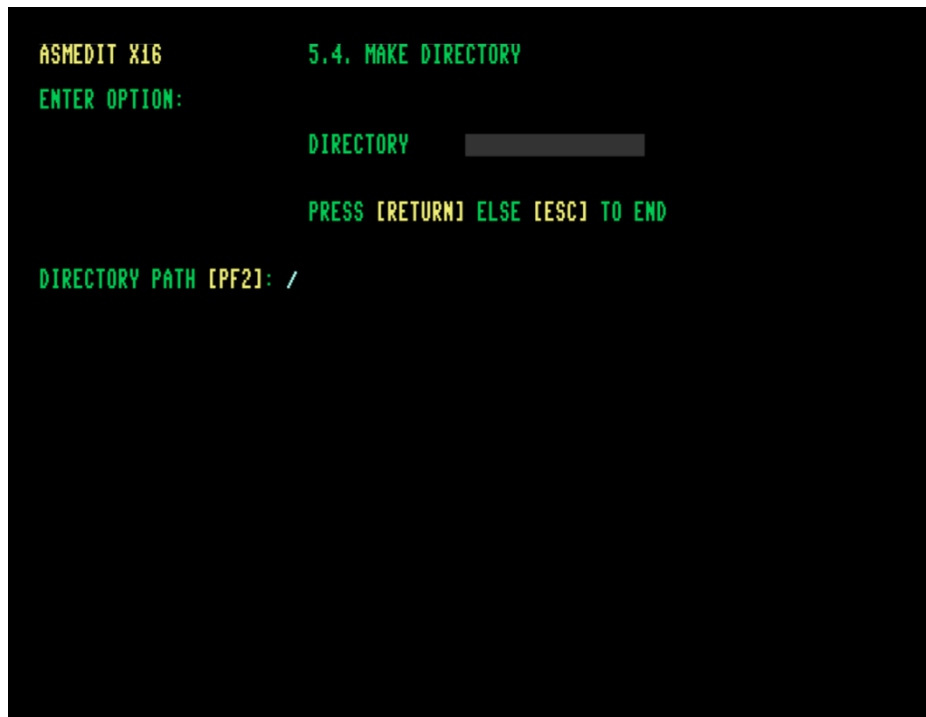 ASMEDIT X16 5.4. MAKE DIRECTORY
ENTER OPTION:
DIRECTORY
PRESS [RETURN] ELSE [ESC] TO END
DIRECTORY PATH [PF2]: /